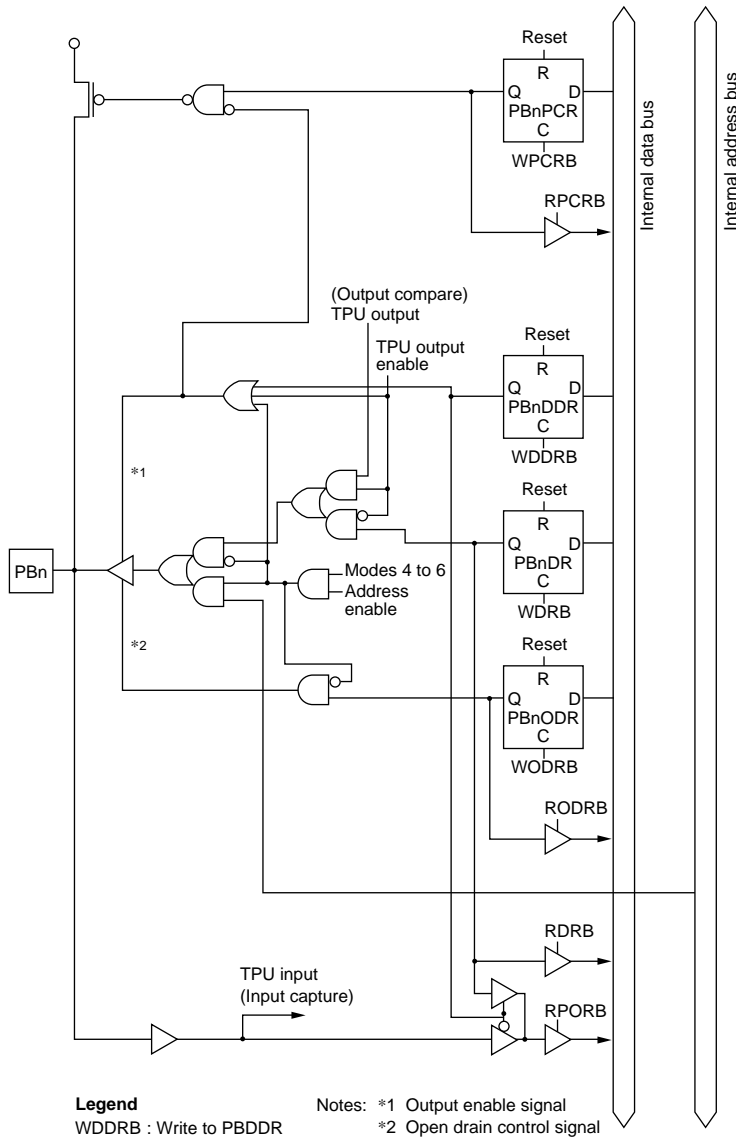 Reset
R
Q D
PBnPCR
C
WPCRB
RPCRB
Internal data bus
Internal address bus
(Output compare)
TPU output
TPU output
enable
Reset
R
Q D
PBnDDR
C
WDDRB
*1
Reset
R
Q D
PBnDR
C
WDRB
PBn
Modes 4 to 6
Address
enable
*2
Reset
R
Q D
PBnODR
C
WODRB
RODRB
RDRB
TPU input
(Input capture)
RPORB
Legend
WDDRB : Write to PBDDR
Notes: *1 Output enable signal
*2 Open drain control signal